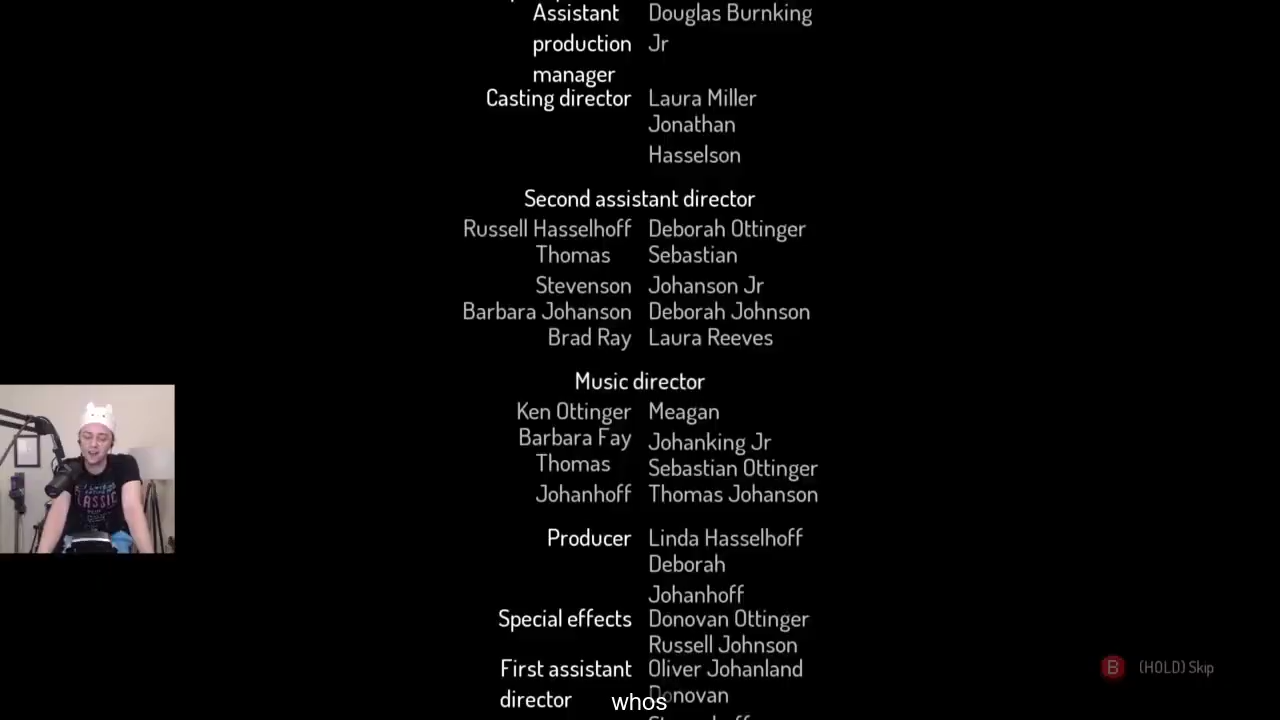 Assistant Douglas Burnking
production Jr
manager
Casting director Laura Miller
Jonathan
Hasselson
Second assistant director
Russell Hasselhoff Deborah Ottinger
Thomas Sebastian
Stevenson Johanson Jr
Barbara Johanson Deborah Johnson
Brad Ray Laura Reeves
Music director
Ken Ottinger Meagan
Barbara Fay Johanking Jr
Thomas Sebastian Ottinger
Johanhoff Thomas Johanson
Producer Linda Hasselhoff
Deborah
Johanhoff
Special effects Donovan Ottinger
Russell Johnson
First assistant Oliver Johanland
director Donovan
whos
B (HOLD) Skip
CLASSIC